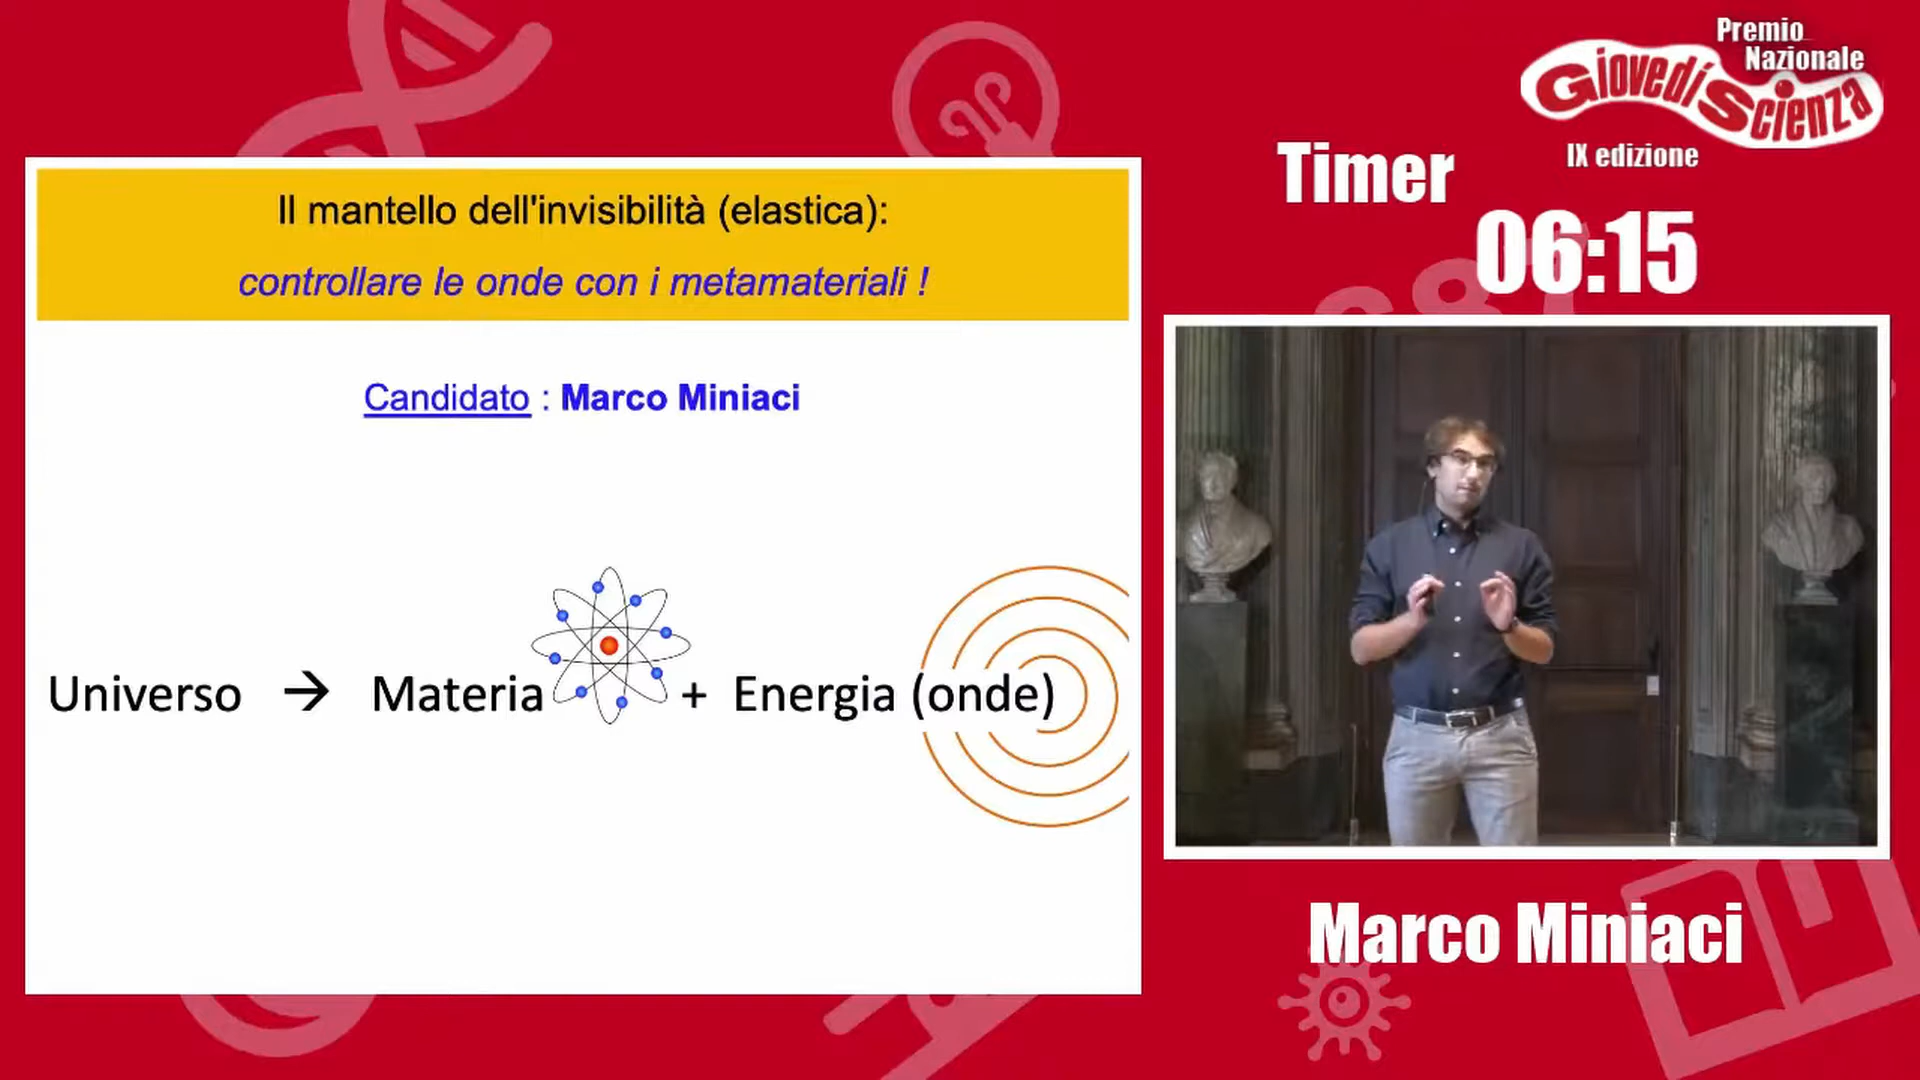 Premio
Nazionale
GiovedìScienza
IX edizione
Timer
06:15
Il mantello dell'invisibilità (elastica):
controllare le onde con i metamateriali !
Candidato : Marco Miniaci
Universo → Materia + Energia (onde)
Marco Miniaci